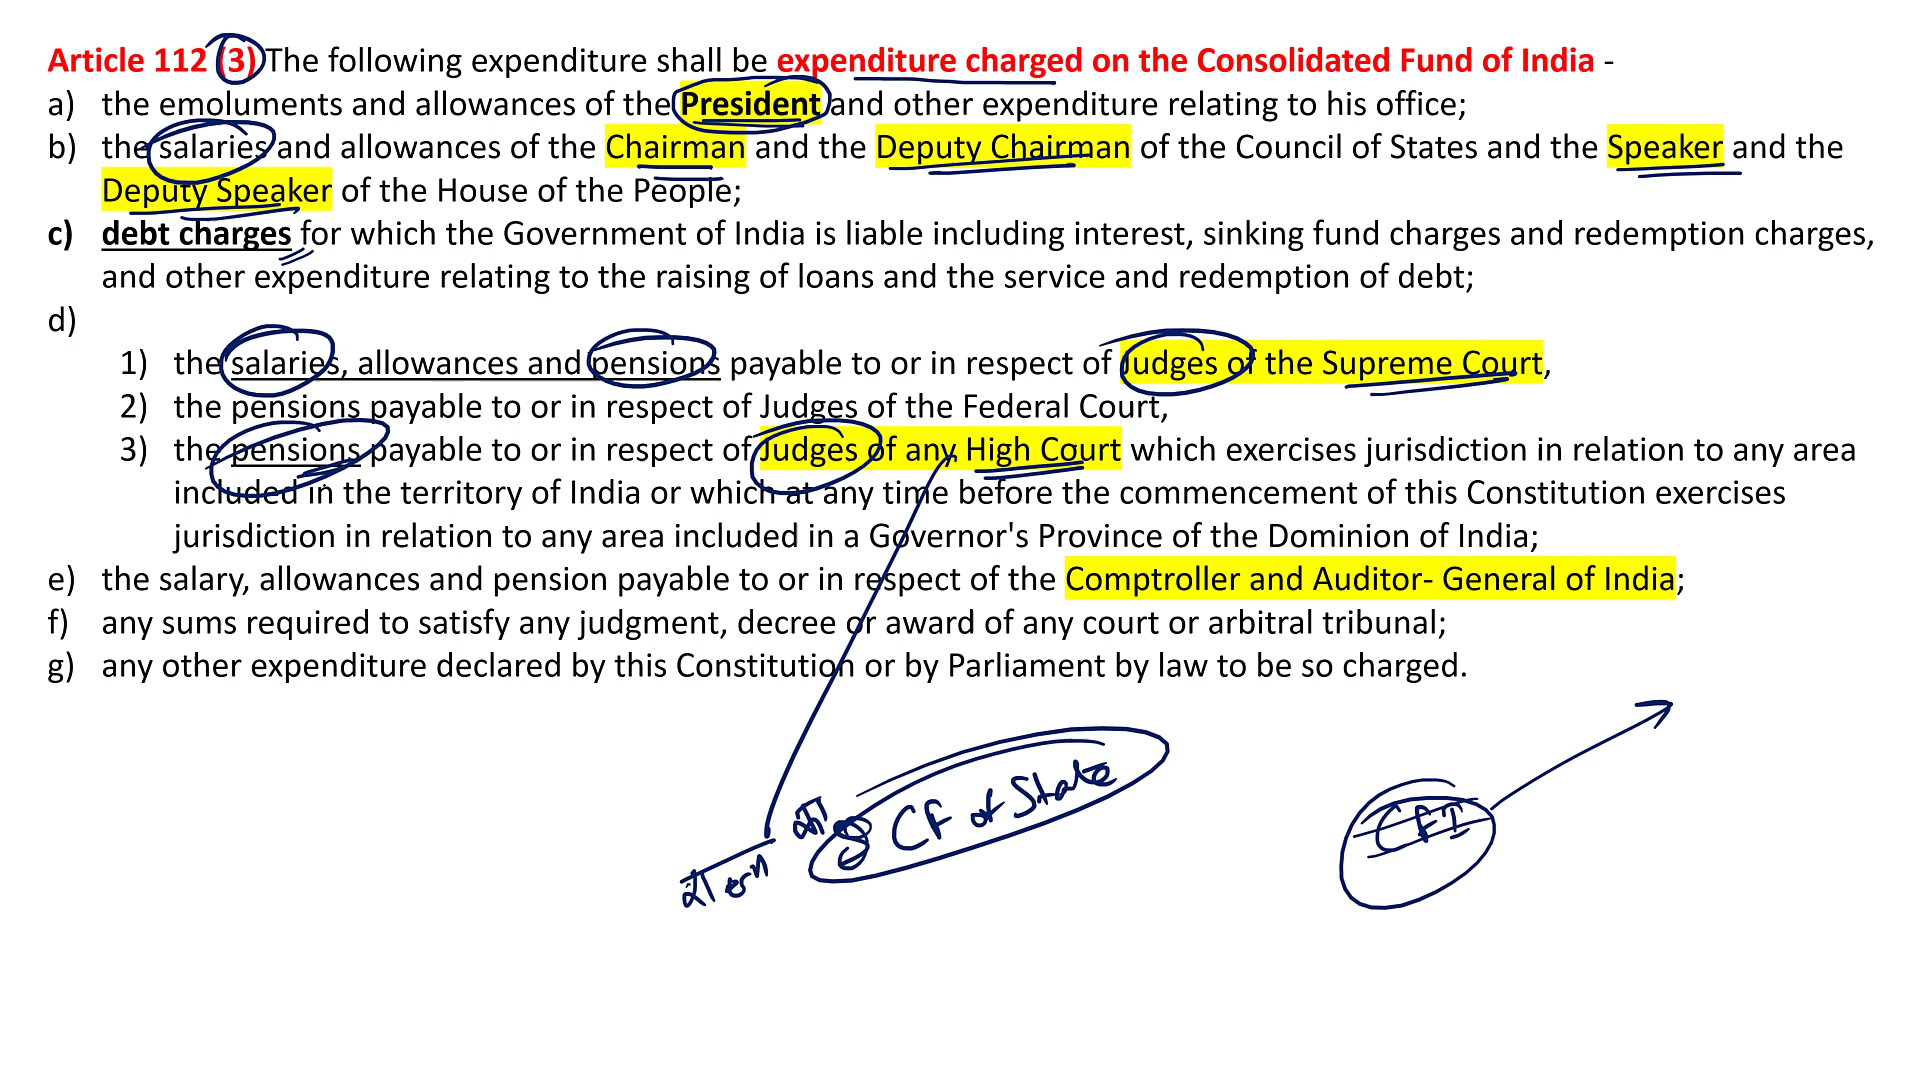 Article 112 (3) The following expenditure shall be expenditure charged on the Consolidated Fund of India -
a) the emoluments and allowances of the President and other expenditure relating to his office;
b) the salaries and allowances of the Chairman and the Deputy Chairman of the Council of States and the Speaker and the
Deputy Speaker of the House of the People;
c) debt charges for which the Government of India is liable including interest, sinking fund charges and redemption charges,
and other expenditure relating to the raising of loans and the service and redemption of debt;
d)
1) the salaries, allowances and pensions payable to or in respect of Judges of the Supreme Court,
2) the pensions payable to or in respect of Judges of the Federal Court,
3) the pensions payable to or in respect of Judges of any High Court which exercises jurisdiction in relation to any area
included in the territory of India or which at any time before the commencement of this Constitution exercises
jurisdiction in relation to any area included in a Governor's Province of the Dominion of India;
e) the salary, allowances and pension payable to or in respect of the Comptroller and Auditor- General of India;
f) any sums required to satisfy any judgment, decree or award of any court or arbitral tribunal;
g) any other expenditure declared by this Constitution or by Parliament by law to be so charged.
CF of State
CFI